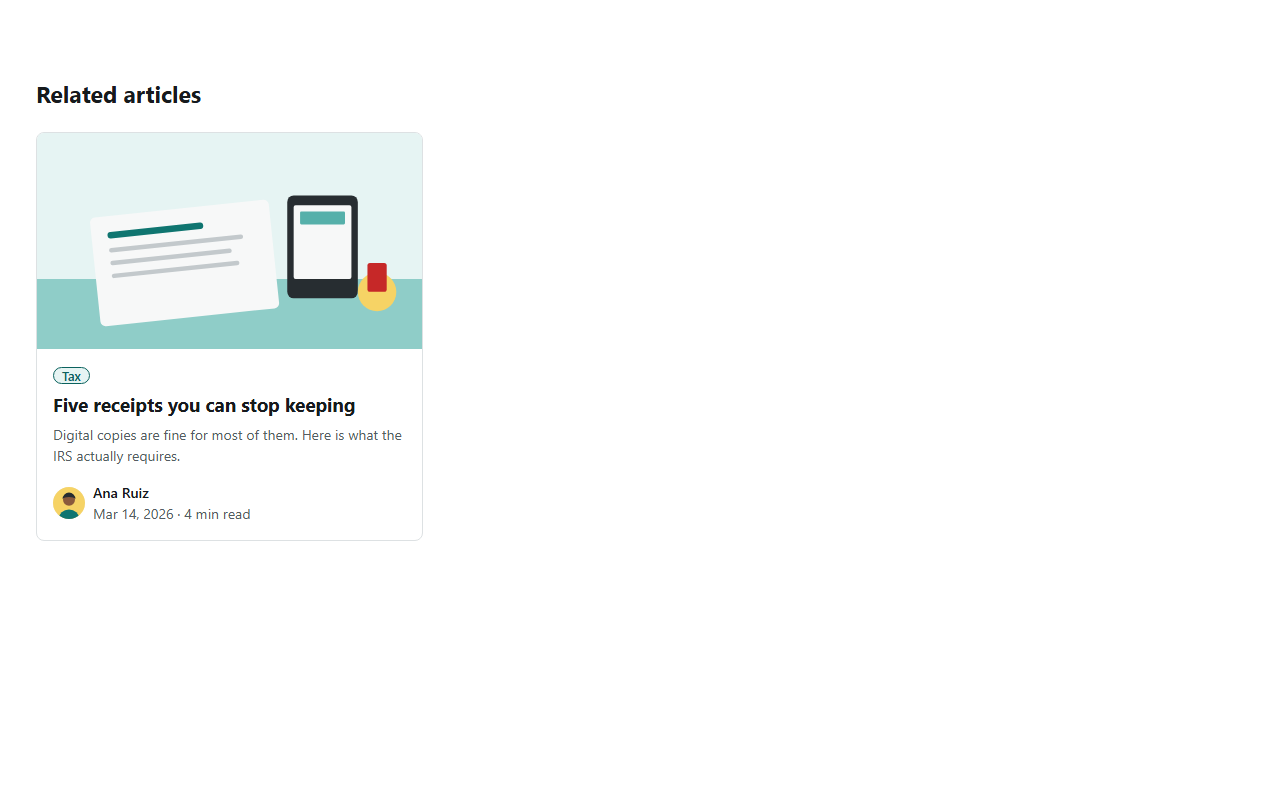 Related articles
Tax
Five receipts you can stop keeping
Digital copies are fine for most of them. Here is what the
IRS actually requires.
Ana Ruiz
Mar 14, 2026 · 4 min read